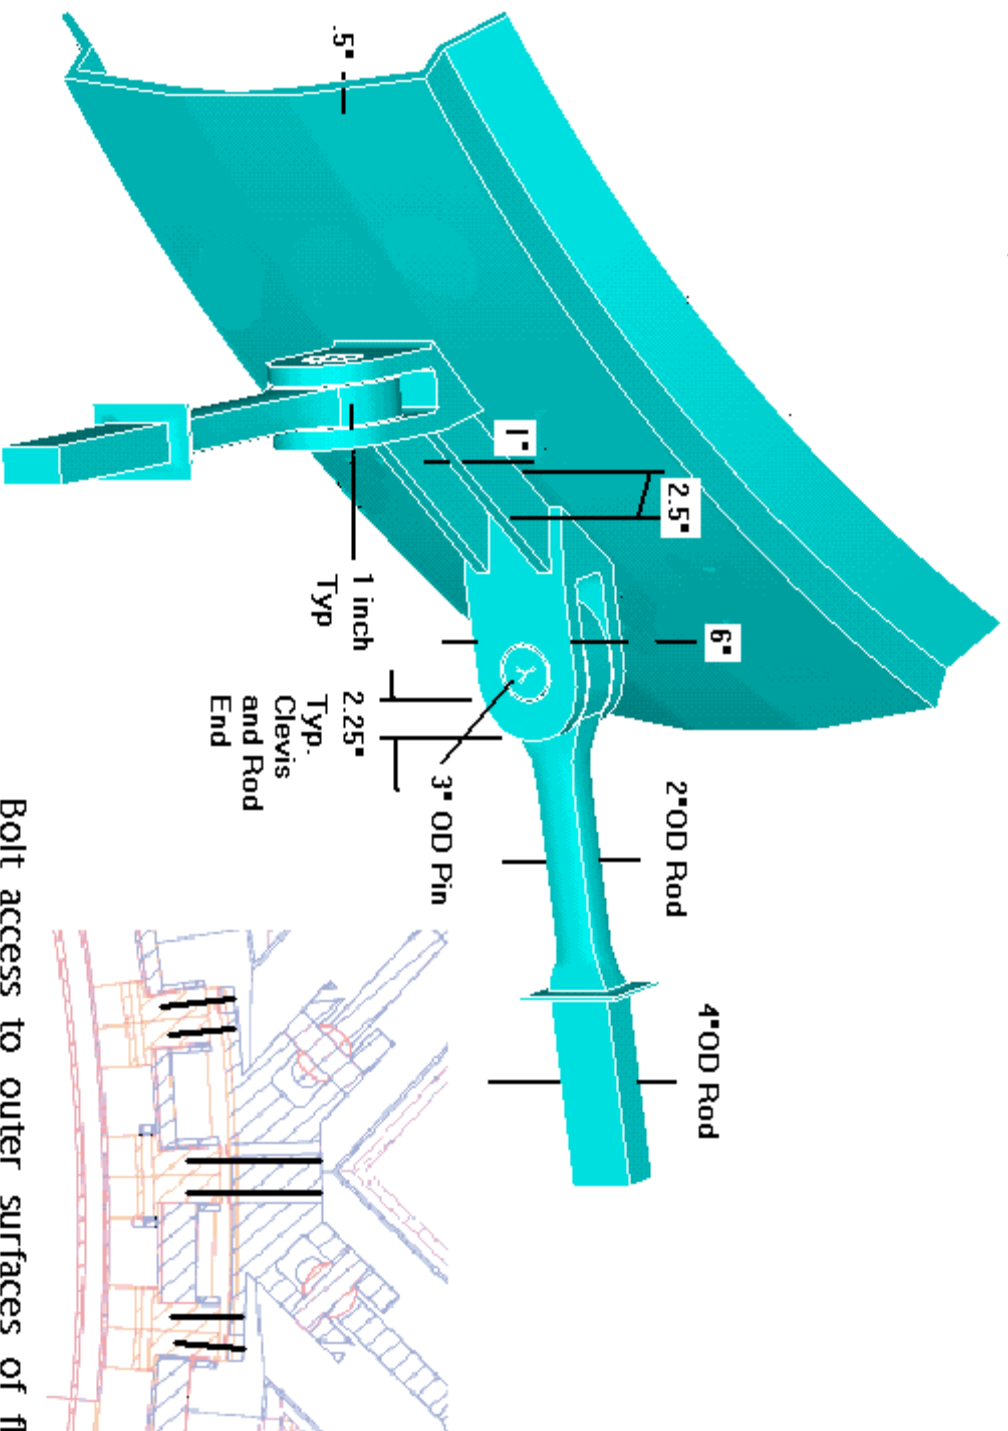 .5"
1"
2.5"
6"
1 inch
Typ
2.25"
Typ.
Clevis
and Rod
End
3" OD Pin
2"OD Rod
4"OD Rod
Bolt access to outer surfaces of